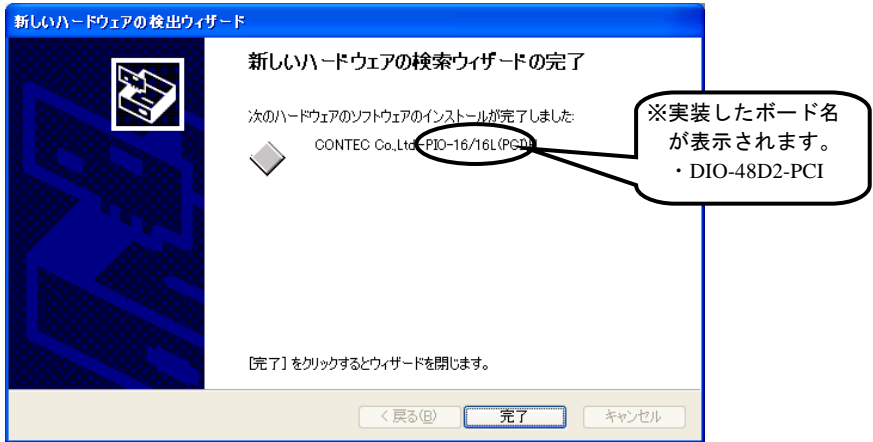 新しいハードウェアの検出ウィザード
新しいハードウェアの検索ウィザードの完了
次のハードウェアのソフトウェアのインストールが完了しました:
CONTEC Co.,Ltd-PIO-16/16L(PCI)
※実装したボード名
が表示されます。
・DIO-48D2-PCI
[完了] をクリックするとウィザードを閉じます。
< 戻る(B)
完了
キャンセル